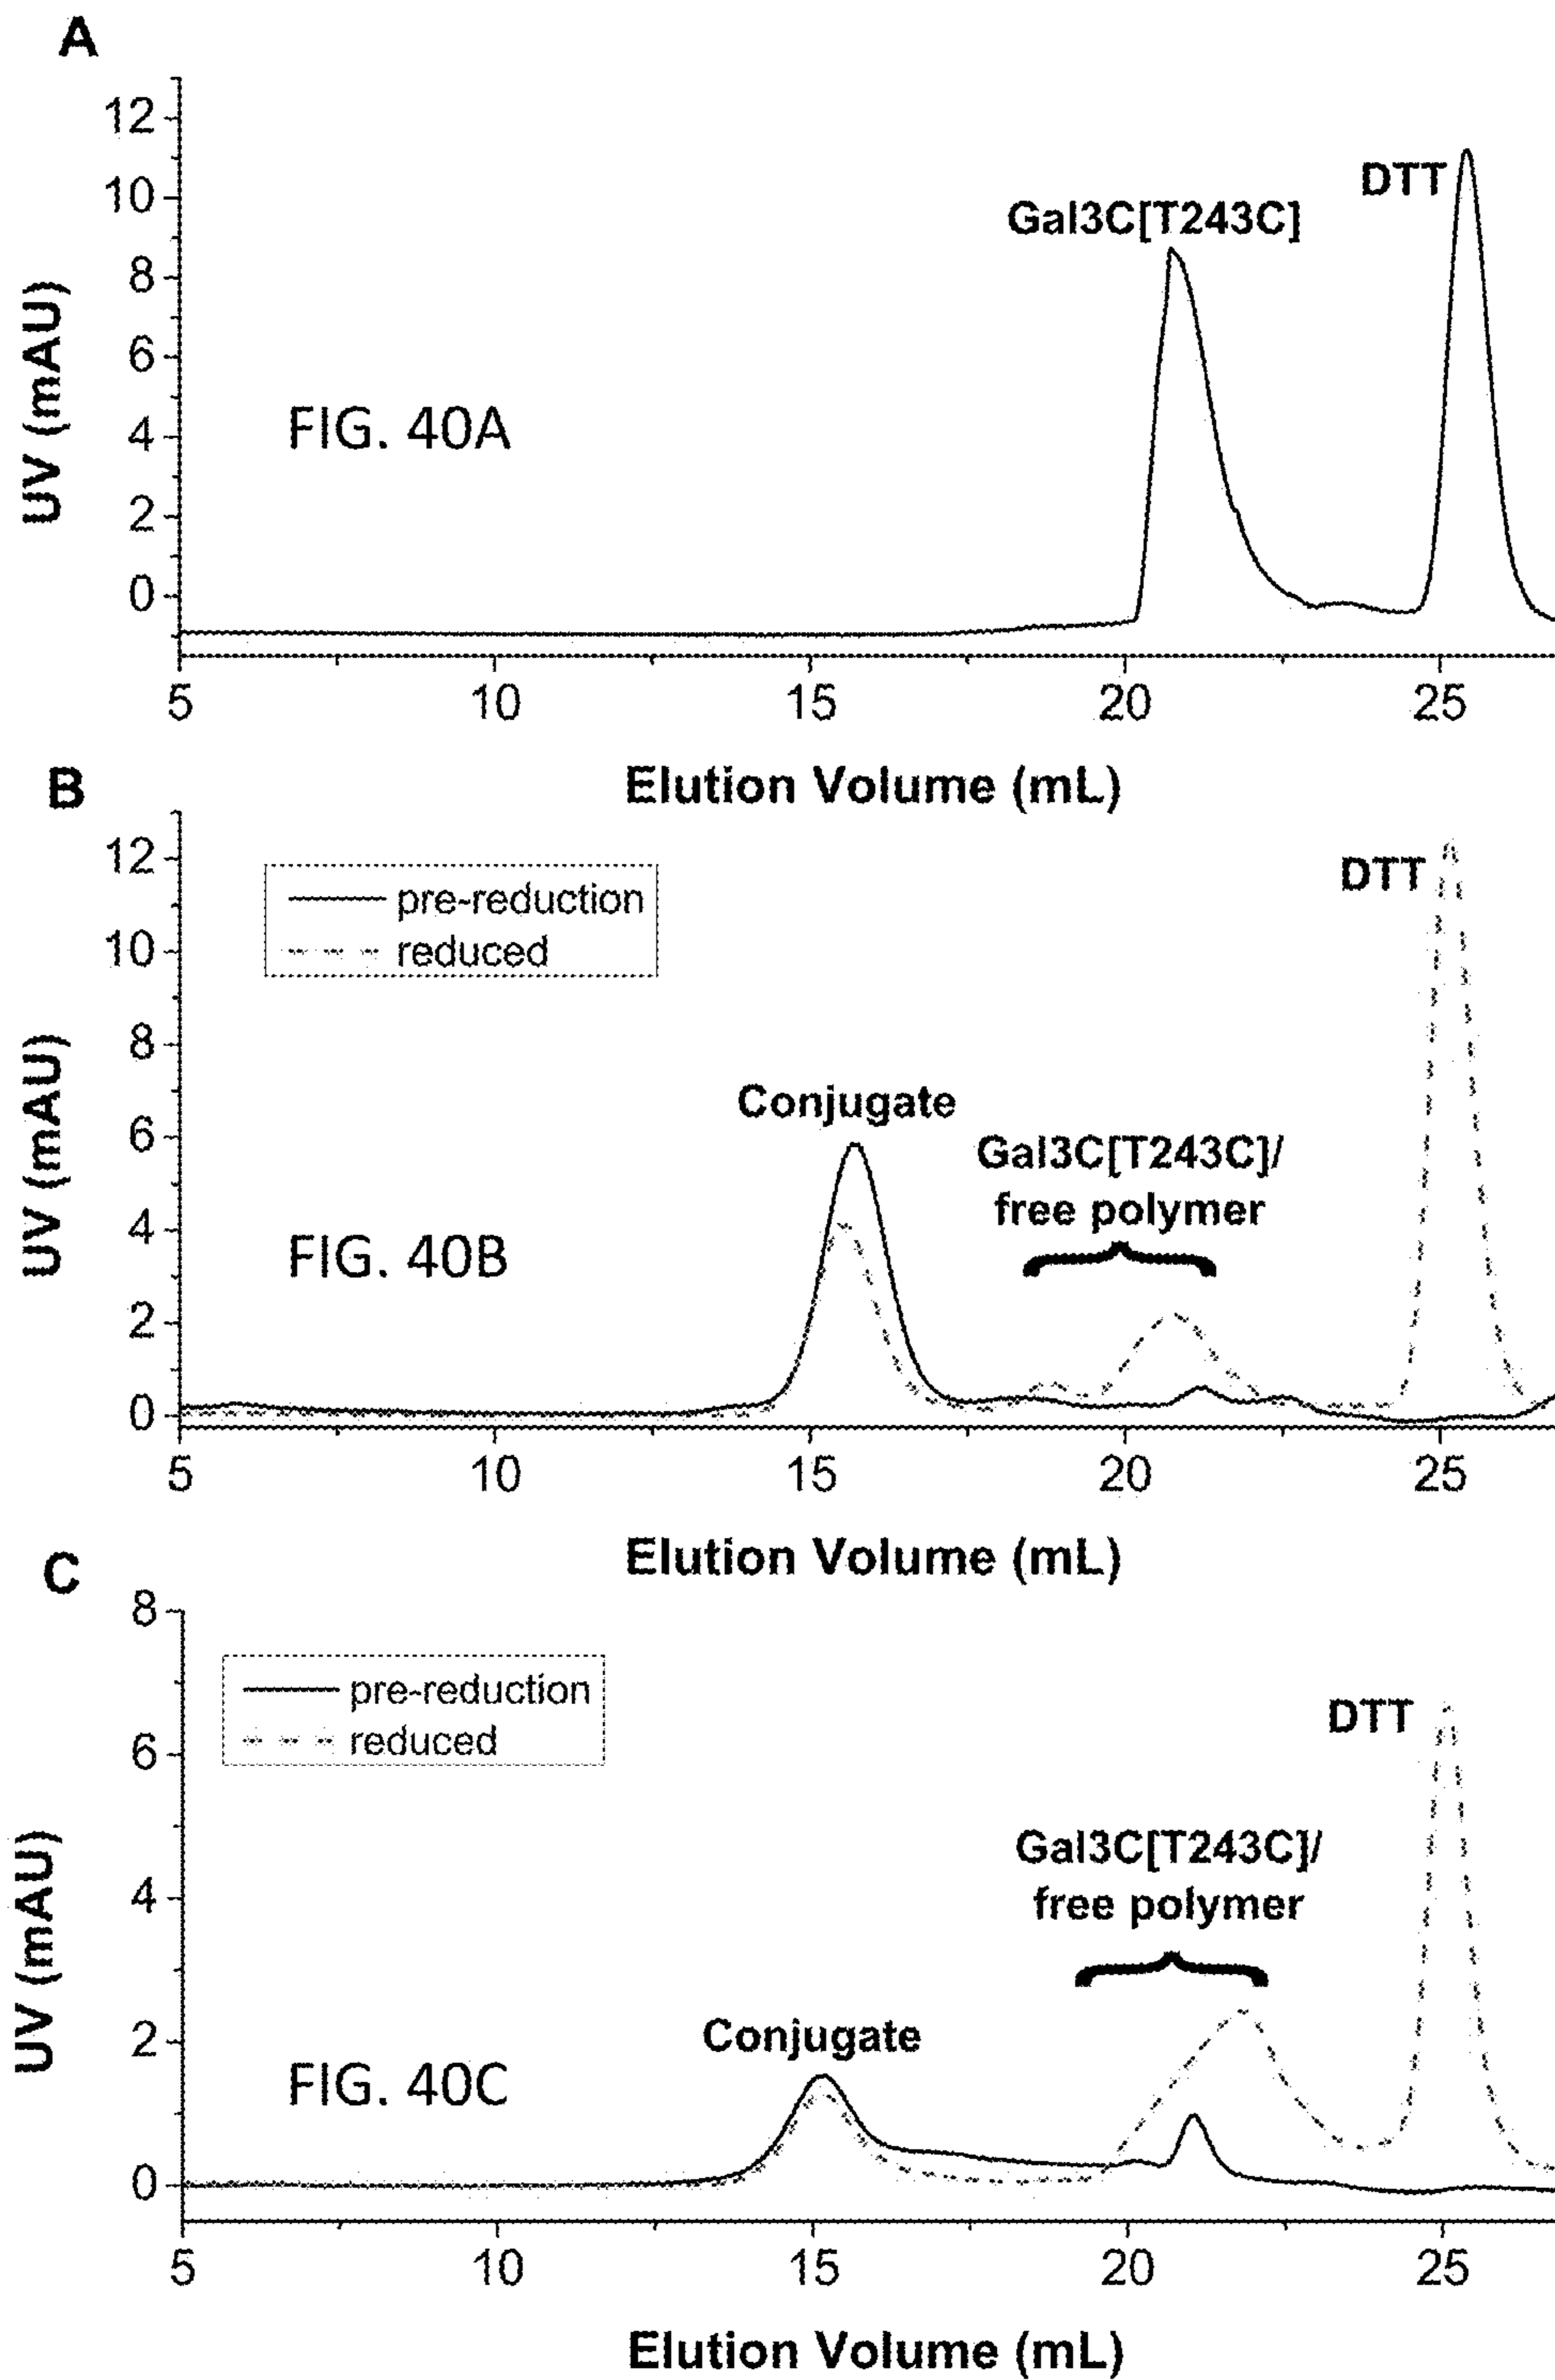 A
12
10
8
6
4
2
0
UV (mAU)
Gal3C[T243C]
DTT
FIG. 40A
5 10 15 20 25
Elution Volume (mL)
B
12
10
8
6
4
2
0
UV (mAU)
pre-reduction
reduced
DTT
Conjugate
Gal3C[T243C]/
free polymer
FIG. 40B
5 10 15 20 25
Elution Volume (mL)
C
8
6
4
2
0
UV (mAU)
pre-reduction
reduced
DTT
Gal3C[T243C]/
free polymer
Conjugate
FIG. 40C
5 10 15 20 25
Elution Volume (mL)